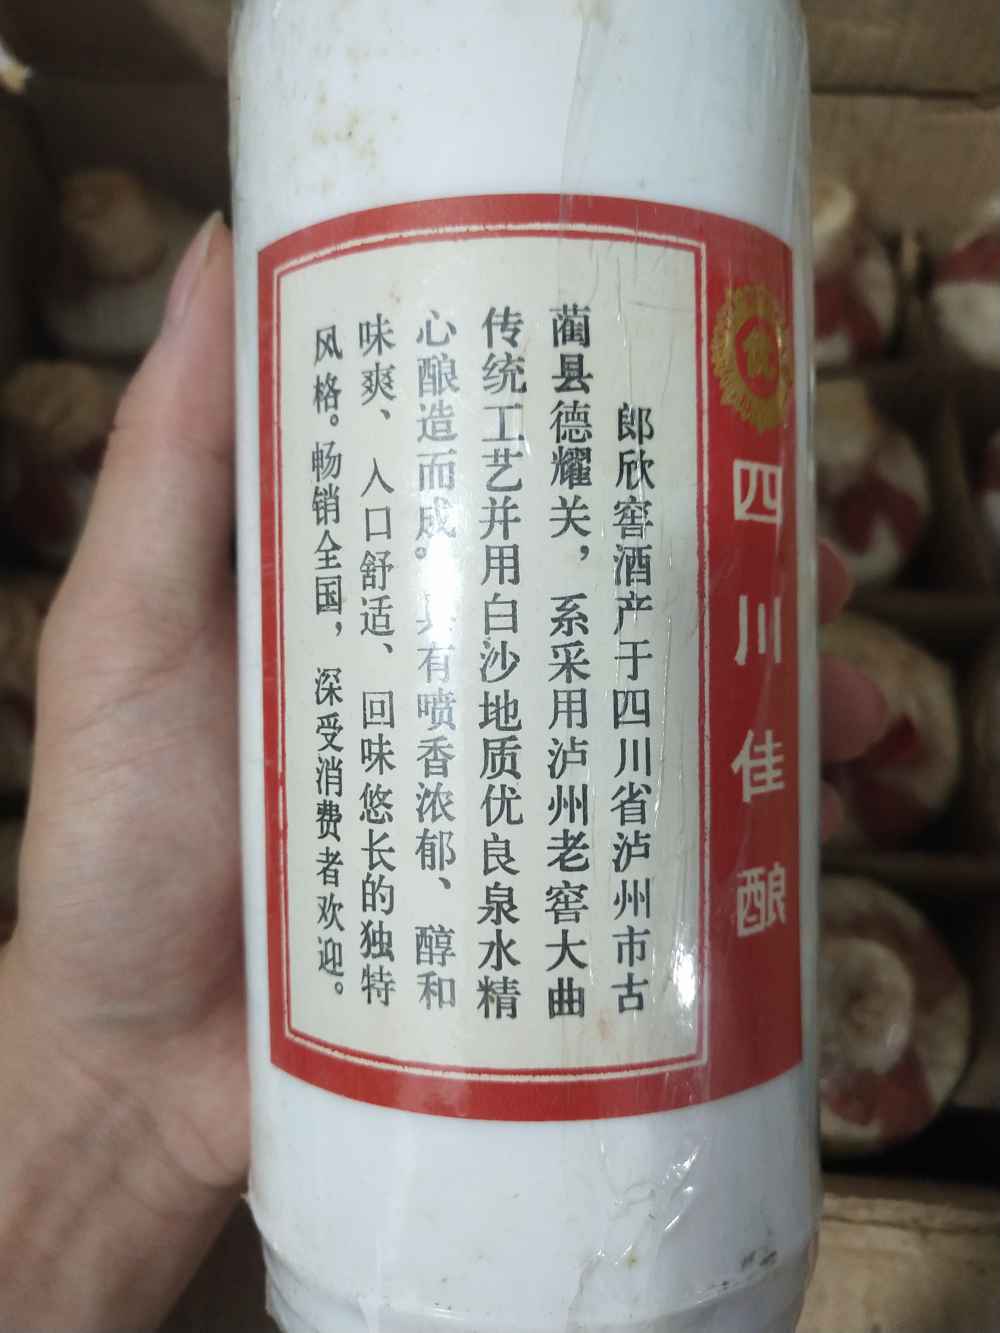 四川佳酿
郎欣窖酒产于四川省泸州市古
蔺县德耀关，系采用泸州老窖大曲
传统工艺并用白沙地质优良泉水精
心酿造而成。具有喷香浓郁、醇和
味爽、入口舒适、回味悠长的独特
风格。畅销全国，深受消费者欢迎。